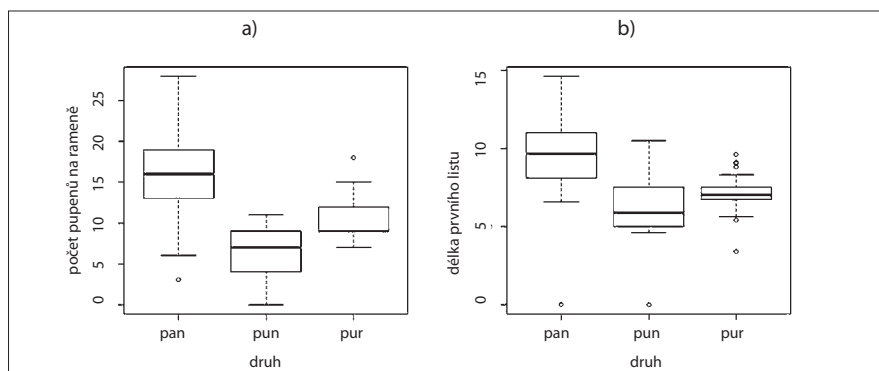 a)
počet pupenů na rameně
25
20
15
10
5
0
pan pun pur
druh
b)
délka prvního listu
15
10
5
0
pan pun pur
druh